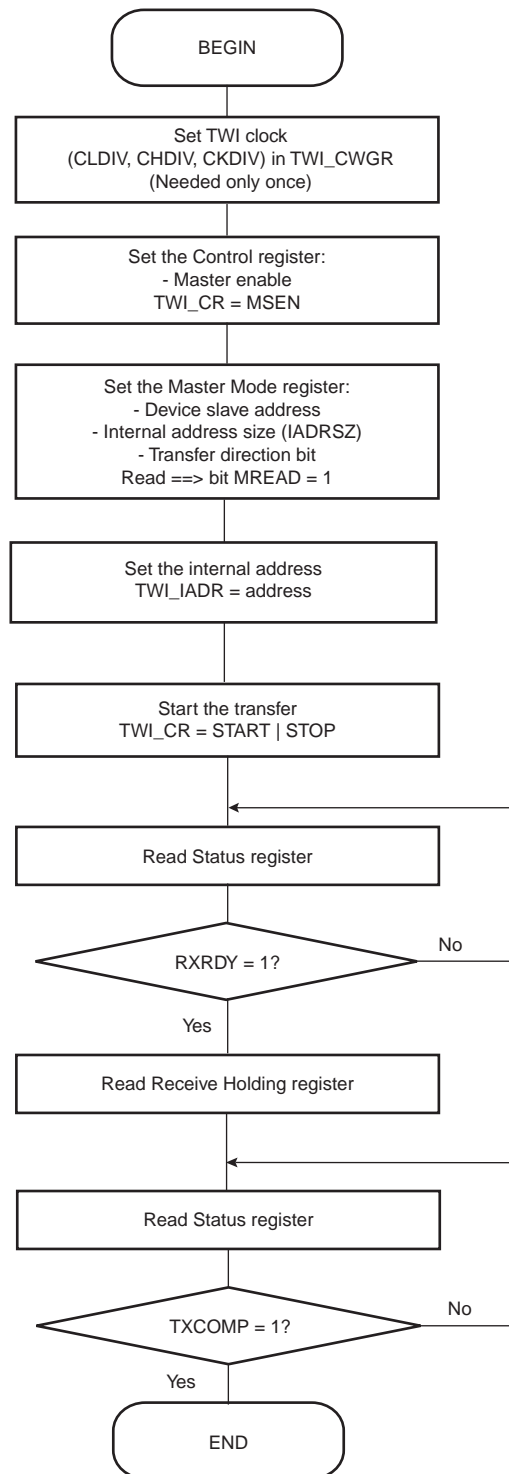 BEGIN
Set TWI clock
(CLDIV, CHDIV, CKDIV) in TWI_CWGR
(Needed only once)
Set the Control register:
- Master enable
TWI_CR = MSEN
Set the Master Mode register:
- Device slave address
- Internal address size (IADRSZ)
- Transfer direction bit
Read ==> bit MREAD = 1
Set the internal address
TWI_IADR = address
Start the transfer
TWI_CR = START | STOP
Read Status register
RXRDY = 1?
No
Yes
Read Receive Holding register
Read Status register
TXCOMP = 1?
No
Yes
END